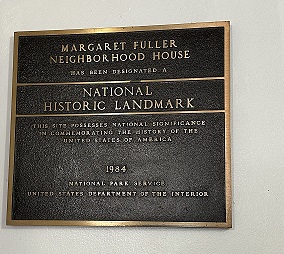 MARGARET FULLER
NEIGHBORHOOD HOUSE
HAS BEEN DESIGNATED A
NATIONAL
HISTORIC LANDMARK
THIS SITE POSSESSES NATIONAL SIGNIFICANCE
IN COMMEMORATING THE HISTORY OF THE
UNITED STATES OF AMERICA
1984
NATIONAL PARK SERVICE
UNITED STATES DEPARTMENT OF THE INTERIOR